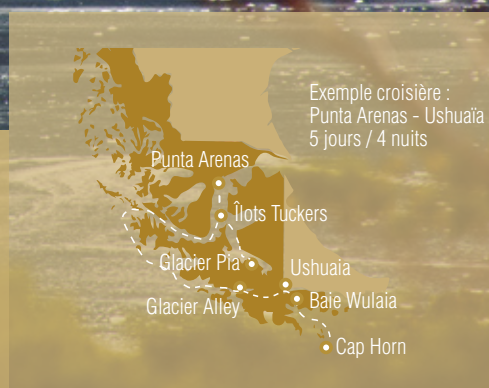 Exemple croisière :
Punta Arenas - Ushuaïa
5 jours / 4 nuits
Punta Arenas
Îlots Tuckers
Glacier Pia
Ushuaia
Glacier Alley
Baie Wulaia
Cap Horn